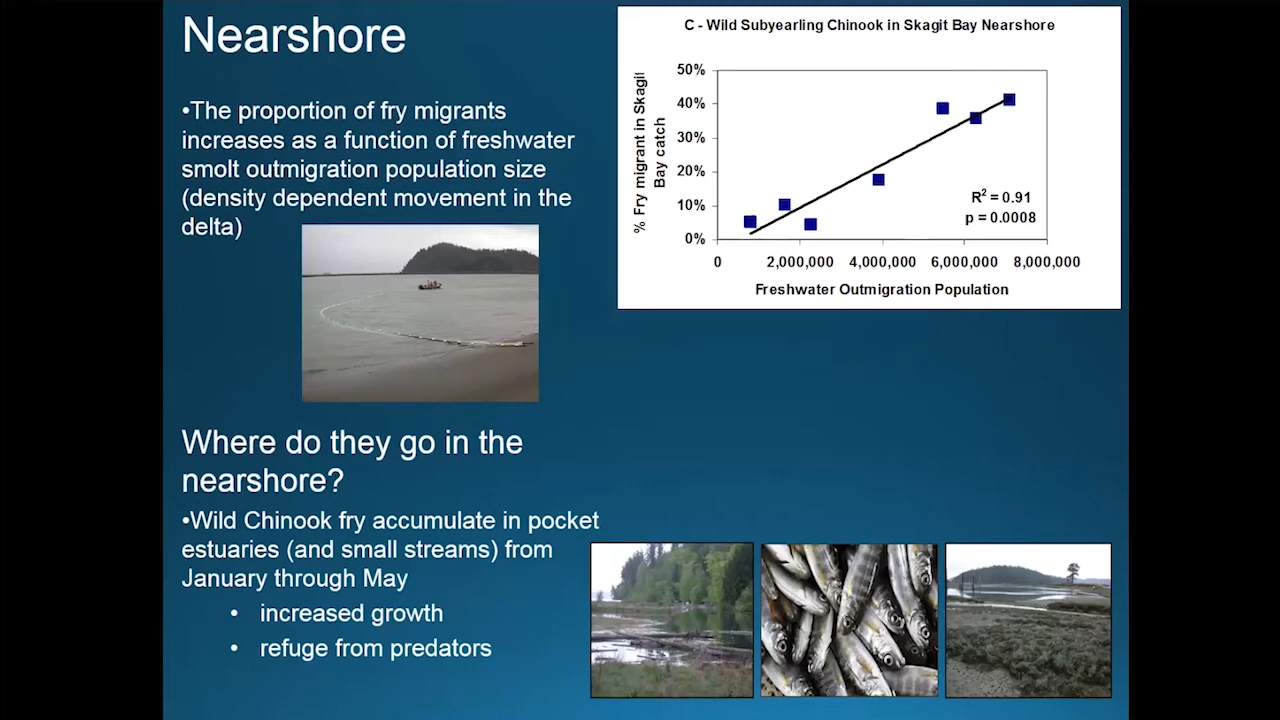 Nearshore
•The proportion of fry migrants
increases as a function of freshwater
smolt outmigration population size
(density dependent movement in the
delta)
C - Wild Subyearling Chinook in Skagit Bay Nearshore
% Fry migrant in Skagit
Bay catch
50%
40%
30%
20%
10%
0%
R² = 0.91
p = 0.0008
0 2,000,000 4,000,000 6,000,000 8,000,000
Freshwater Outmigration Population
Where do they go in the
nearshore?
•Wild Chinook fry accumulate in pocket
estuaries (and small streams) from
January through May
• increased growth
• refuge from predators